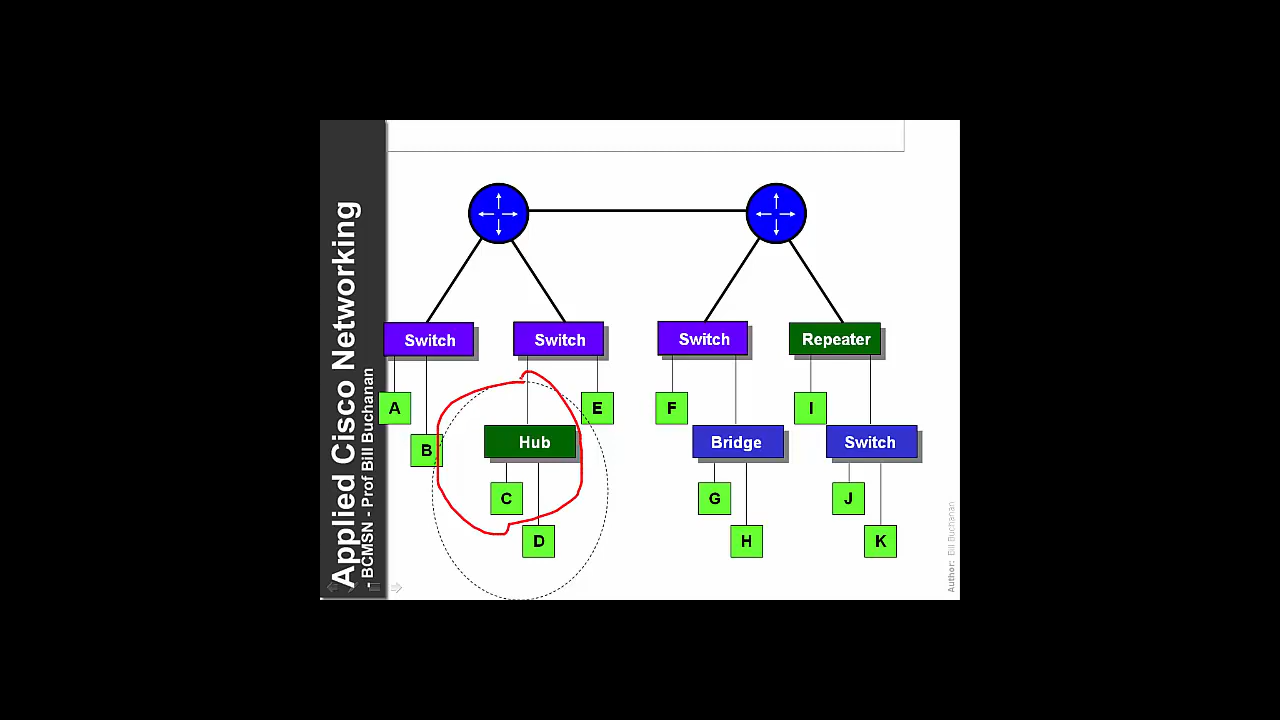 Applied Cisco Networking
- BCMSN - Prof Bill Buchanan
Switch
Switch
Switch
Repeater
A
E
F
I
B
Hub
Bridge
Switch
C
G
J
D
H
K
Author: Bill Buchanan